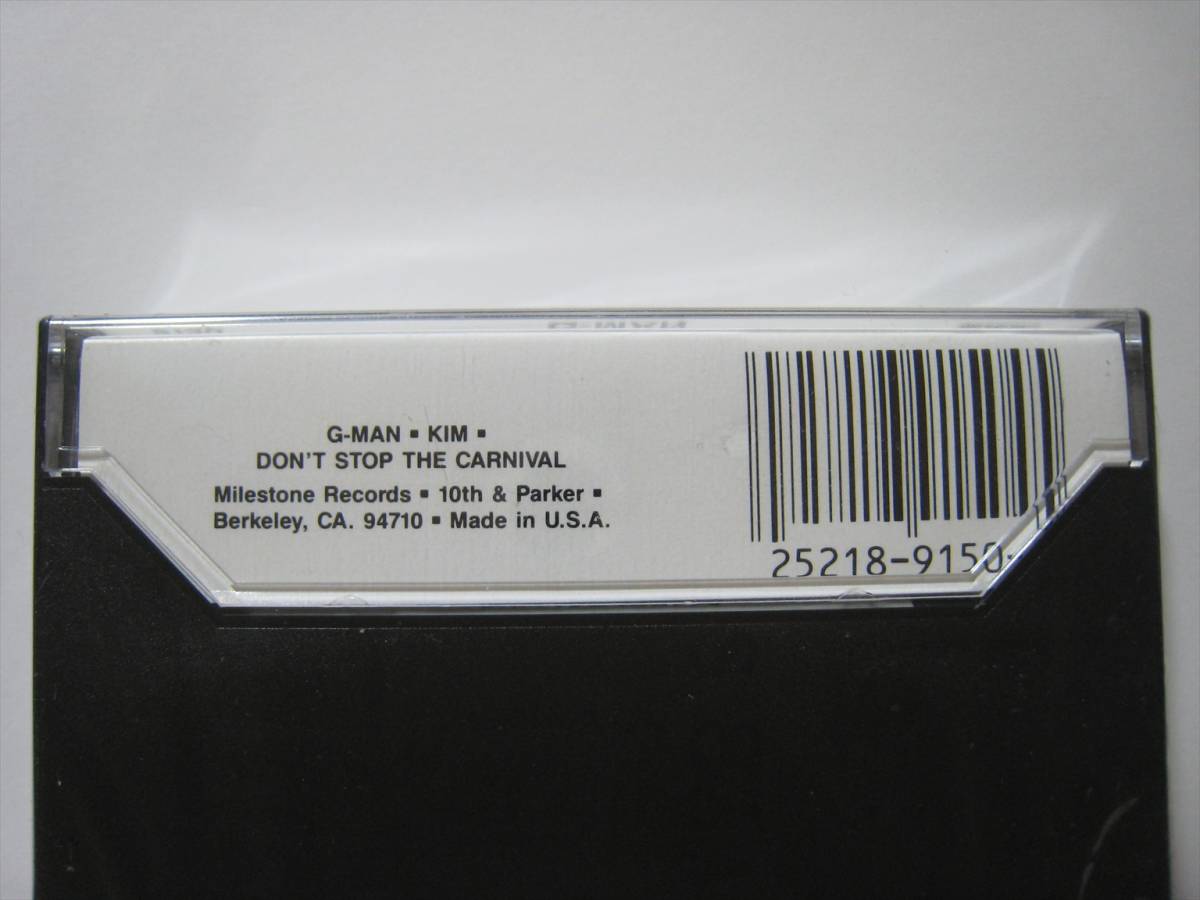 G-MAN ▪ KIM ▪
DON'T STOP THE CARNIVAL
Milestone Records ▪ 10th & Parker ▪
Berkeley, CA. 94710 ▪ Made in U.S.A.
25218-9150-